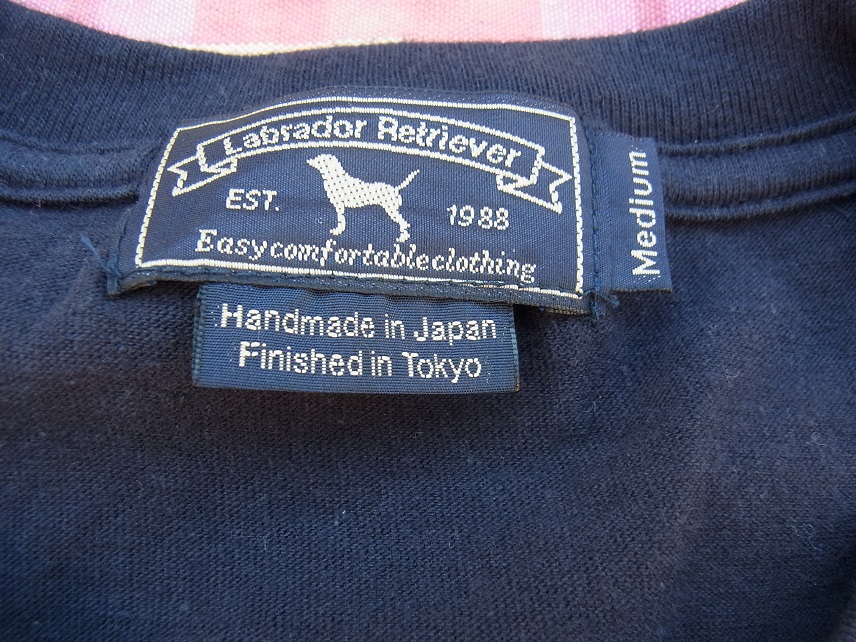 Labrador Retriever
EST. 1988
Easycomfortableclothing
Medium
Handmade in Japan
Finished in Tokyo